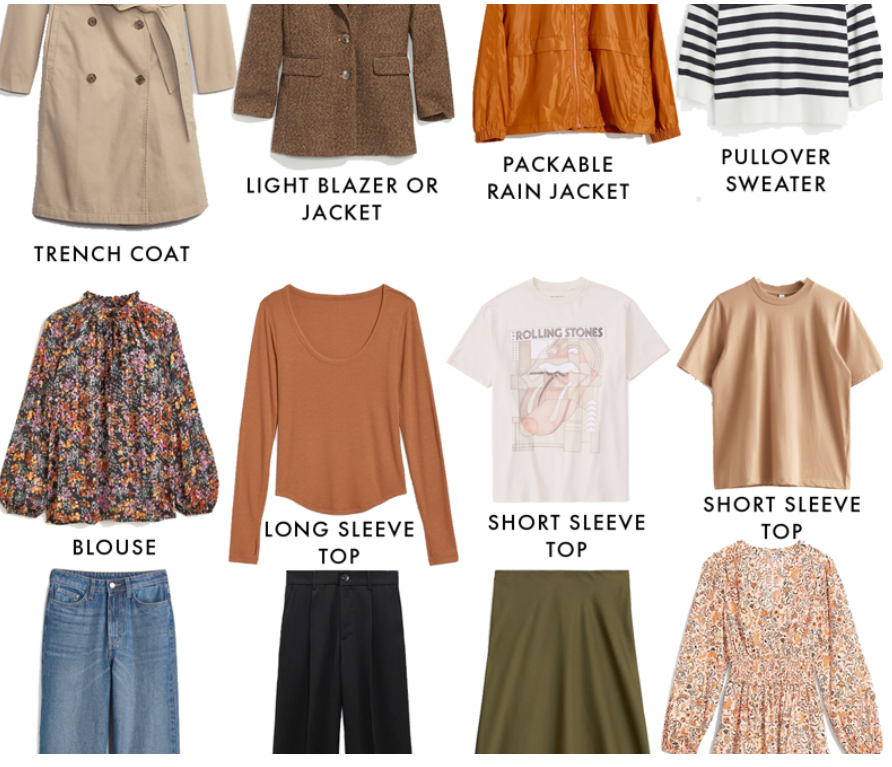 LIGHT BLAZER OR
JACKET
PACKABLE
RAIN JACKET
PULLOVER
SWEATER
TRENCH COAT
ROLLING STONES
BLOUSE
LONG SLEEVE
TOP
SHORT SLEEVE
TOP
SHORT SLEEVE
TOP